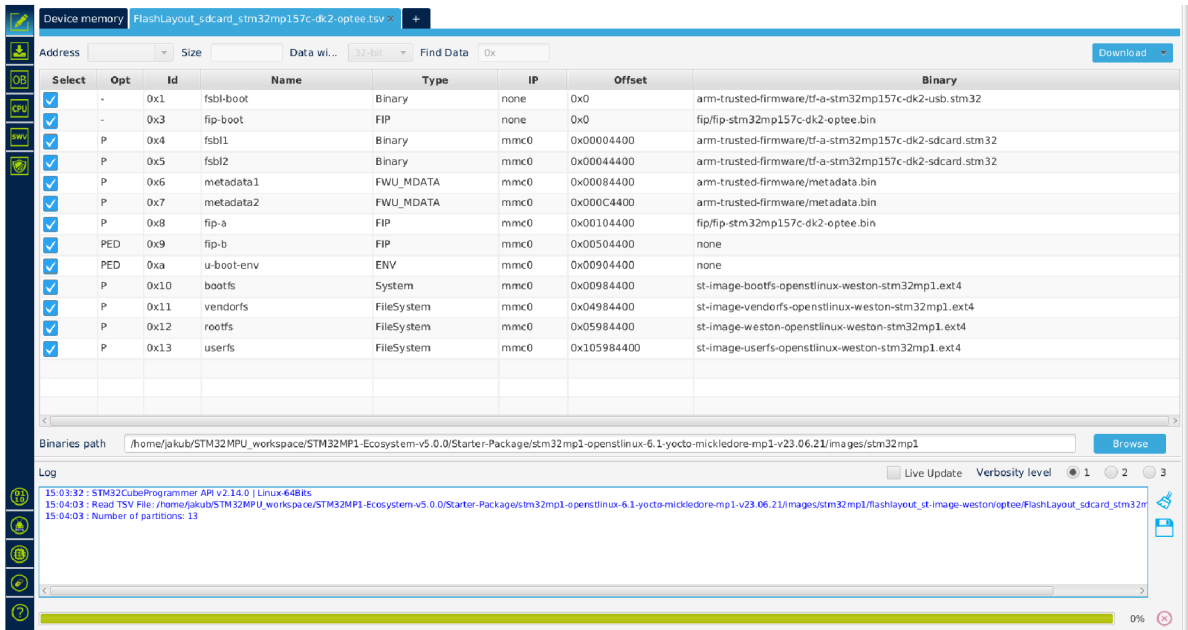 Device memory FlashLayout_sdcard_stm32mp157c-dk2-optee.tsv × +
Address Size Data wi... 32-bit Find Data 0x Download
Select Opt Id Name Type IP Offset Binary
- 0x1 fsbl-boot Binary none 0x0 arm-trusted-firmware/tf-a-stm32mp157c-dk2-usb.stm32
- 0x3 fip-boot FIP none 0x0 fip/fip-stm32mp157c-dk2-optee.bin
P 0x4 fsbl1 Binary mmc0 0x00004400 arm-trusted-firmware/tf-a-stm32mp157c-dk2-sdcard.stm32
P 0x5 fsbl2 Binary mmc0 0x00044400 arm-trusted-firmware/tf-a-stm32mp157c-dk2-sdcard.stm32
P 0x6 metadata1 FWU_MDATA mmc0 0x00084400 arm-trusted-firmware/metadata.bin
P 0x7 metadata2 FWU_MDATA mmc0 0x000C4400 arm-trusted-firmware/metadata.bin
P 0x8 fip-a FIP mmc0 0x00104400 fip/fip-stm32mp157c-dk2-optee.bin
PED 0x9 fip-b FIP mmc0 0x00504400 none
PED 0xa u-boot-env ENV mmc0 0x00904400 none
P 0x10 bootfs System mmc0 0x00984400 st-image-bootfs-openstlinux-weston-stm32mp1.ext4
P 0x11 vendorfs FileSystem mmc0 0x04984400 st-image-vendorfs-openstlinux-weston-stm32mp1.ext4
P 0x12 rootfs FileSystem mmc0 0x05984400 st-image-weston-openstlinux-weston-stm32mp1.ext4
P 0x13 userfs FileSystem mmc0 0x105984400 st-image-userfs-openstlinux-weston-stm32mp1.ext4
Binaries path /home/jakub/STM32MPU_workspace/STM32MP1-Ecosystem-v5.0.0/Starter-Package/stm32mp1-openstlinux-6.1-yocto-mickledore-mp1-v23.06.21/images/stm32mp1 Browse
Log Live Update Verbosity level 1 2 3
15:03:32 : STM32CubeProgrammer API v2.14.0 | Linux-64Bits
15:04:03 : Read TSV File: /home/jakub/STM32MPU_workspace/STM32MP1-Ecosystem-v5.0.0/Starter-Package/stm32mp1-openstlinux-6.1-yocto-mickledore-mp1-v23.06.21/images/stm32mp1/flashlayout_st-image-weston/optee/FlashLayout_sdcard_stm32m
15:04:03 : Number of partitions: 13
0%
OB
CPU
SWV